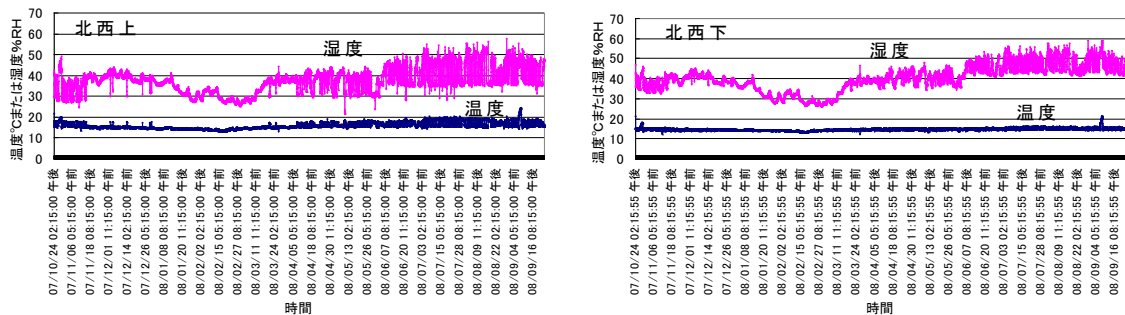 北西上
湿度
温度
温度℃または湿度%RH
70
60
50
40
30
20
10
0
07/10/24 02:15:00 午後
07/11/06 05:15:00 午前
07/11/18 08:15:00 午後
07/12/01 11:15:00 午前
07/12/14 02:15:00 午前
07/12/26 05:15:00 午後
08/01/08 08:15:00 午前
08/01/20 11:15:00 午後
08/02/02 02:15:00 午後
08/02/15 05:15:00 午前
08/02/27 08:15:00 午後
08/03/11 11:15:00 午前
08/03/24 02:15:00 午前
08/04/05 05:15:00 午後
08/04/18 08:15:00 午前
08/04/30 11:15:00 午後
08/05/13 02:15:00 午後
08/05/26 05:15:00 午前
08/06/07 08:15:00 午後
08/06/20 11:15:00 午前
08/07/03 02:15:00 午前
08/07/15 05:15:00 午後
08/07/28 08:15:00 午前
08/08/09 11:15:00 午後
08/08/22 02:15:00 午後
08/09/04 05:15:00 午前
08/09/16 08:15:00 午後
時間
北西下
湿度
温度
温度℃または湿度%RH
70
60
50
40
30
20
10
0
07/10/24 02:15:55 午後
07/11/06 05:15:55 午前
07/11/18 08:15:55 午後
07/12/01 11:15:55 午前
07/12/14 02:15:55 午前
07/12/26 05:15:55 午後
08/01/08 08:15:55 午前
08/01/20 11:15:55 午後
08/02/02 02:15:55 午後
08/02/15 05:15:55 午前
08/02/27 08:15:55 午後
08/03/11 11:15:55 午前
08/03/24 02:15:55 午前
08/04/05 05:15:55 午後
08/04/18 08:15:55 午前
08/04/30 11:15:55 午後
08/05/13 02:15:55 午後
08/05/26 05:15:55 午前
08/06/07 08:15:55 午後
08/06/20 11:15:55 午前
08/07/03 02:15:55 午前
08/07/15 05:15:55 午後
08/07/28 08:15:55 午前
08/08/09 11:15:55 午後
08/08/22 02:15:55 午後
08/09/04 05:15:55 午前
08/09/16 08:15:55 午後
時間